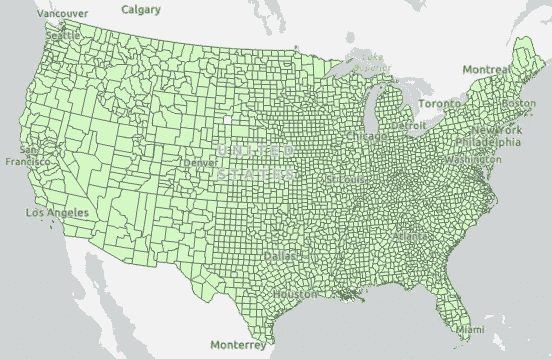 Calgary
Vancouver
Seattle
Lake
Superior
Montreal
Toronto
Boston
Detroit
Chicago
New York
Philadelphia
Washington
San
Francisco
Denver
UNITED
STATES
St Louis
Los Angeles
Atlanta
Dallas
Houston
Miami
Monterrey